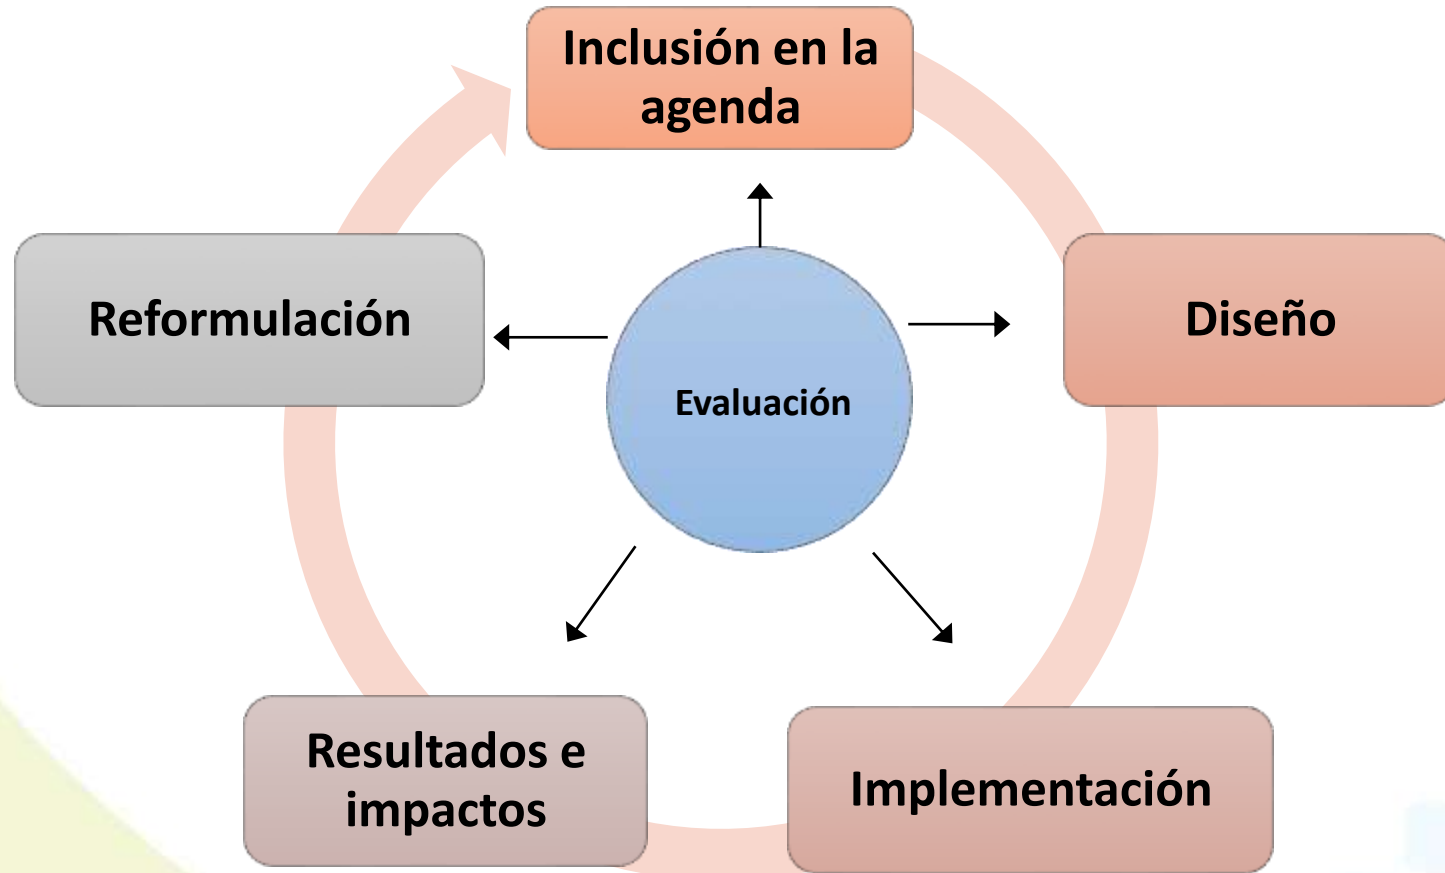 Inclusión en la
agenda
Reformulación
Diseño
Evaluación
Resultados e
impactos
Implementación